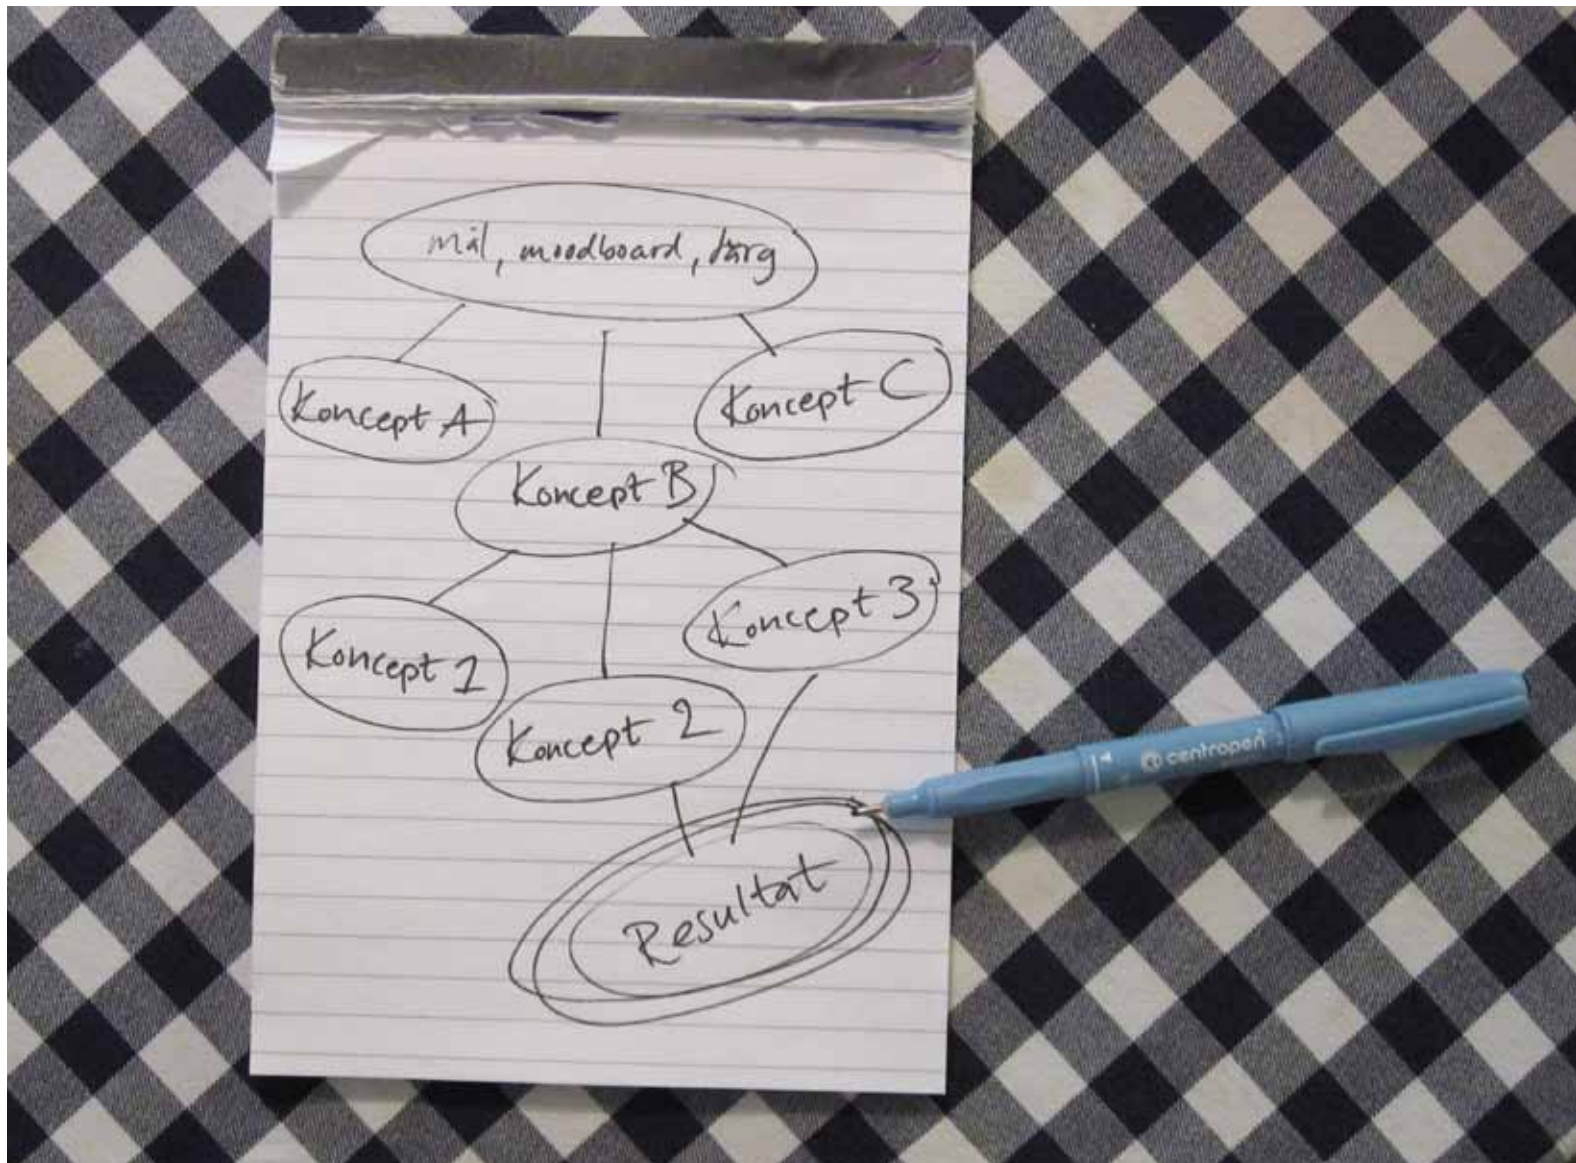 mål, moodboard, färg
Koncept A
Koncept C
Koncept B
Koncept 3
Koncept 1
Koncept 2
centropen
Resultat